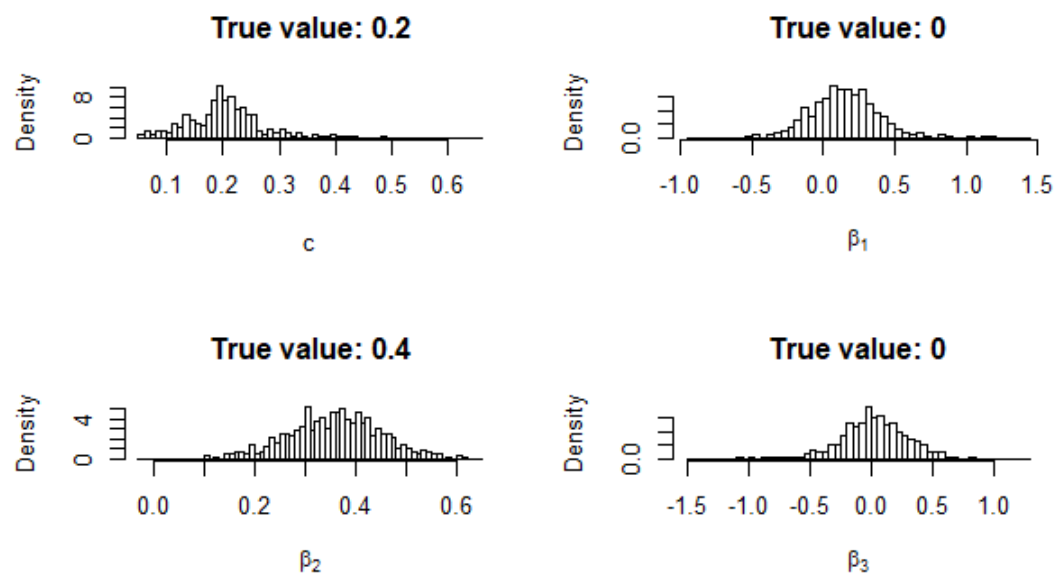 True value: 0.2
Density
0 8
0.1 0.2 0.3 0.4 0.5 0.6
c
True value: 0
Density
0.0
-1.0 -0.5 0.0 0.5 1.0 1.5
β₁
True value: 0.4
Density
0 4
0.0 0.2 0.4 0.6
β₂
True value: 0
Density
0.0
-1.5 -1.0 -0.5 0.0 0.5 1.0
β₃